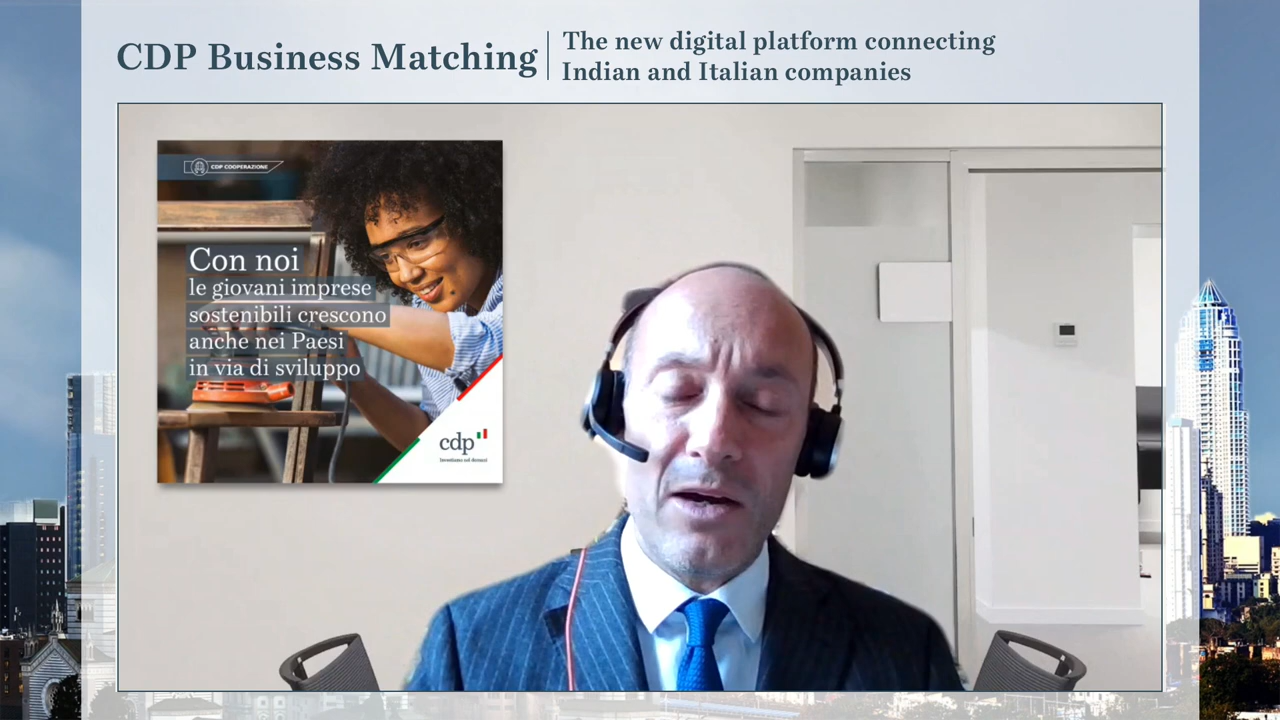 CDP Business Matching
The new digital platform connecting
Indian and Italian companies
CDP COOPERAZIONE
Con noi
le giovani imprese
sostenibili crescono
anche nei Paesi
in via di sviluppo
cdp
Investiamo nel domani